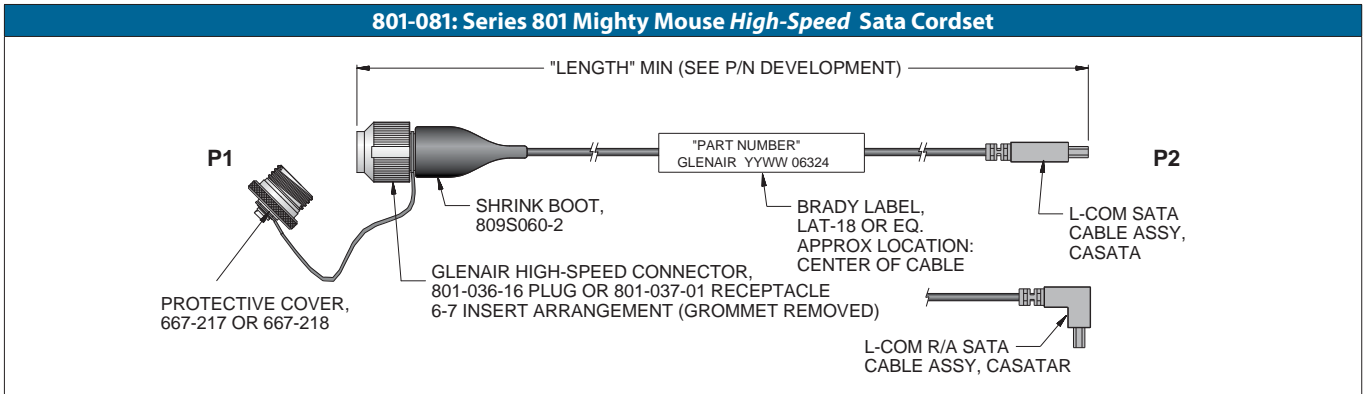 801-081: Series 801 Mighty Mouse High-Speed Sata Cordset
"LENGTH" MIN (SEE P/N DEVELOPMENT)
P1
"PART NUMBER"
GLENAIR YYWW 06324
P2
SHRINK BOOT,
809S060-2
BRADY LABEL,
LAT-18 OR EQ.
APPROX LOCATION:
CENTER OF CABLE
L-COM SATA
CABLE ASSY,
CASATA
GLENAIR HIGH-SPEED CONNECTOR,
801-036-16 PLUG OR 801-037-01 RECEPTACLE
6-7 INSERT ARRANGEMENT (GROMMET REMOVED)
PROTECTIVE COVER,
667-217 OR 667-218
L-COM R/A SATA
CABLE ASSY, CASATAR